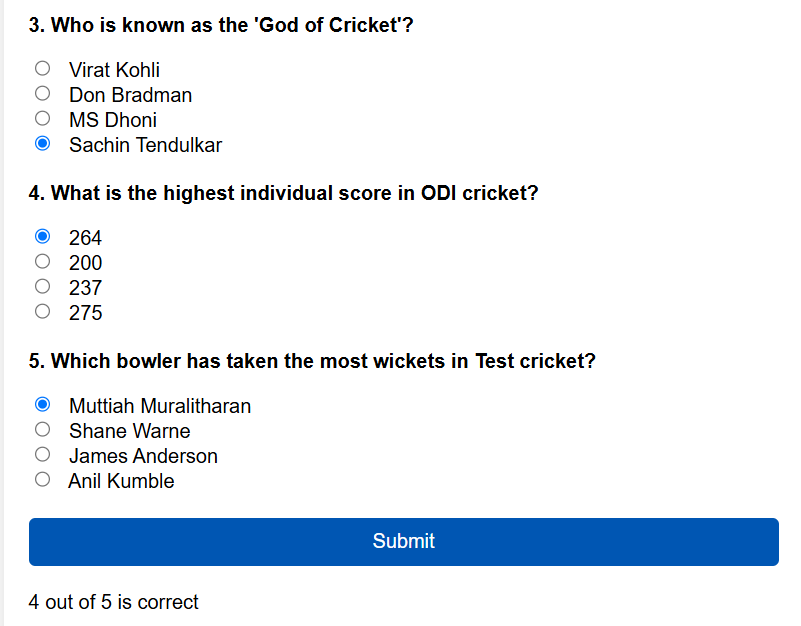 3. Who is known as the 'God of Cricket'?
Virat Kohli
Don Bradman
MS Dhoni
Sachin Tendulkar
4. What is the highest individual score in ODI cricket?
264
200
237
275
5. Which bowler has taken the most wickets in Test cricket?
Muttiah Muralitharan
Shane Warne
James Anderson
Anil Kumble
Submit
4 out of 5 is correct